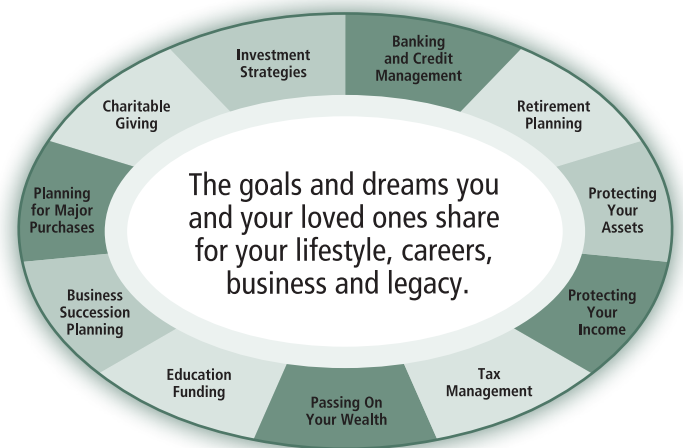 Banking
and Credit
Management
Retirement
Planning
Protecting
Your
Assets
Protecting
Your
Income
Tax
Management
Passing On
Your Wealth
Education
Funding
Business
Succession
Planning
Planning
for Major
Purchases
Charitable
Giving
Investment
Strategies
The goals and dreams you
and your loved ones share
for your lifestyle, careers,
business and legacy.